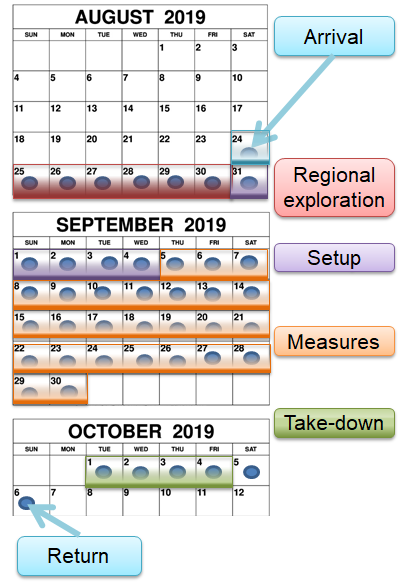 AUGUST 2019
SUN MON TUE WED THU FRI SAT
1 2 3
4 5 6 7 8 9 10
11 12 13 14 15 16 17
18 19 20 21 22 23 24
25 26 27 28 29 30 31
Arrival
Regional
exploration
SEPTEMBER 2019
SUN MON TUE WED THU FRI SAT
1 2 3 4 5 6 7
8 9 10 11 12 13 14
15 16 17 18 19 20 21
22 23 24 25 26 27 28
29 30
Setup
Measures
Take-down
OCTOBER 2019
SUN MON TUE WED THU FRI SAT
1 2 3 4 5
6 7 8 9 10 11 12
Return